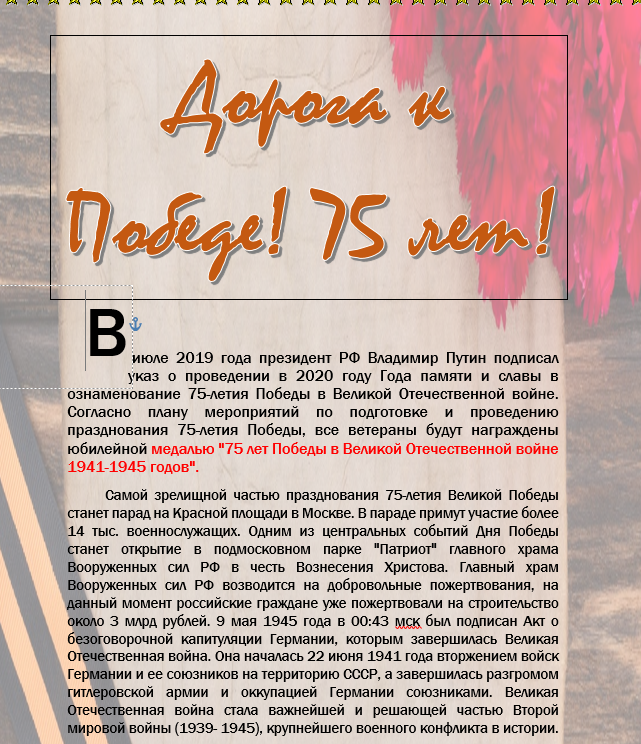 Дорога к
Победе! 75 лет!
В
июле 2019 года президент РФ Владимир Путин подписал
указ о проведении в 2020 году Года памяти и славы в
ознаменование 75-летия Победы в Великой Отечественной войне.
Согласно плану мероприятий по подготовке и проведению
празднования 75-летия Победы, все ветераны будут награждены
юбилейной медалью "75 лет Победы в Великой Отечественной войне
1941-1945 годов".
Самой зрелищной частью празднования 75-летия Великой Победы
станет парад на Красной площади в Москве. В параде примут участие более
14 тыс. военнослужащих. Одним из центральных событий Дня Победы
станет открытие в подмосковном парке "Патриот" главного храма
Вооруженных сил РФ в честь Вознесения Христова. Главный храм
Вооруженных сил РФ возводится на добровольные пожертвования, на
данный момент российские граждане уже пожертвовали на строительство
около 3 млрд рублей. 9 мая 1945 года в 00:43 мск был подписан Акт о
безоговорочной капитуляции Германии, которым завершилась Великая
Отечественная война. Она началась 22 июня 1941 года вторжением войск
Германии и ее союзников на территорию СССР, а завершилась разгромом
гитлеровской армии и оккупацией Германии союзниками. Великая
Отечественная война стала важнейшей и решающей частью Второй
мировой войны (1939- 1945), крупнейшего военного конфликта в истории.